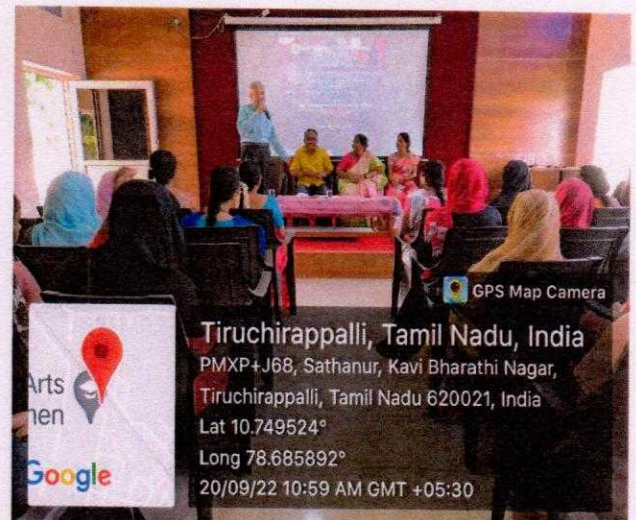 GPS Map Camera
Tiruchirappalli, Tamil Nadu, India
PMXP+J68, Sathanur, Kavi Bharathi Nagar,
Tiruchirappalli, Tamil Nadu 620021, India
Lat 10.749524°
Long 78.685892°
20/09/22 10:59 AM GMT +05:30
Arts
nen
Google